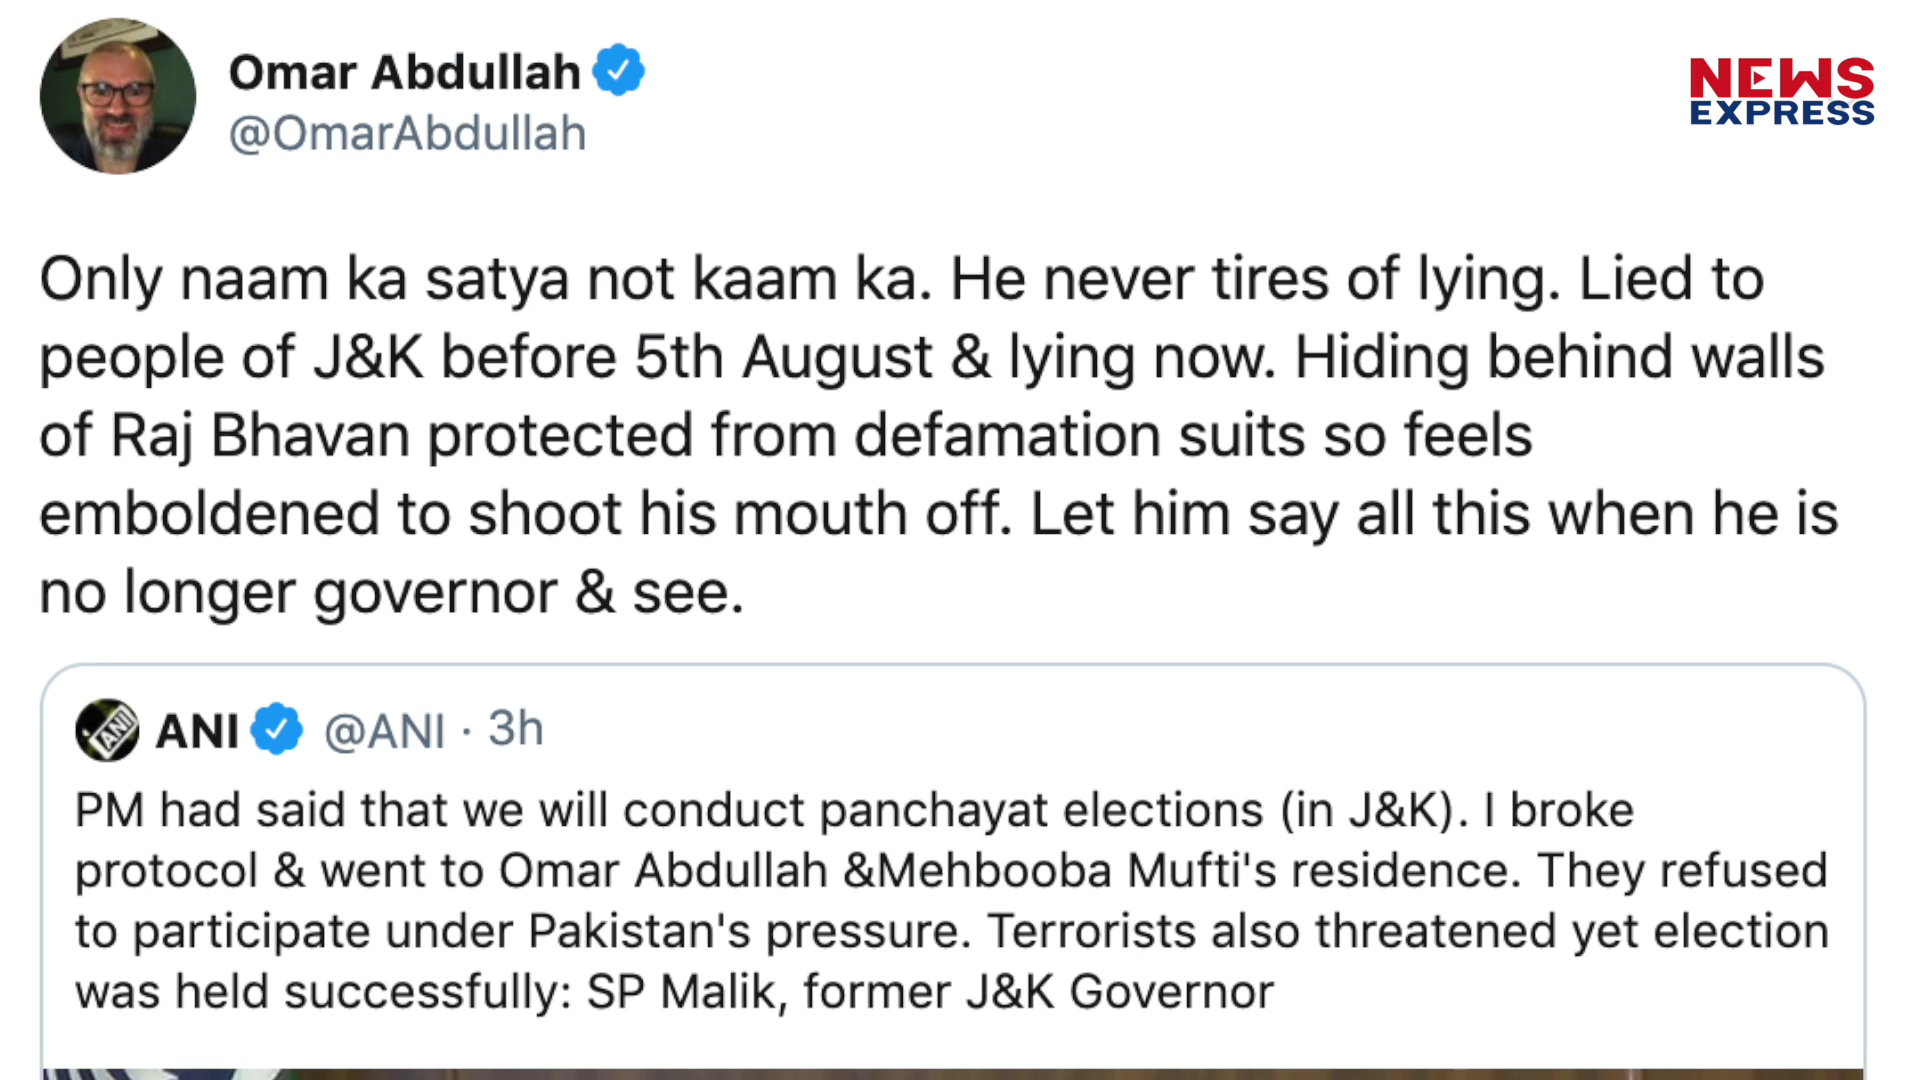 Omar Abdullah
@OmarAbdullah
NEWS
EXPRESS
Only naam ka satya not kaam ka. He never tires of lying. Lied to
people of J&K before 5th August & lying now. Hiding behind walls
of Raj Bhavan protected from defamation suits so feels
emboldened to shoot his mouth off. Let him say all this when he is
no longer governor & see.
ANI
ANI @ANI · 3h
PM had said that we will conduct panchayat elections (in J&K). I broke
protocol & went to Omar Abdullah &Mehbooba Mufti's residence. They refused
to participate under Pakistan's pressure. Terrorists also threatened yet election
was held successfully: SP Malik, former J&K Governor